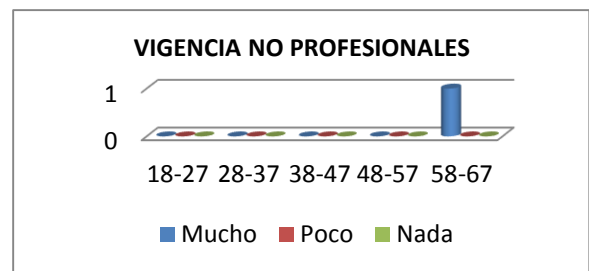 VIGENCIA NO PROFESIONALES
1
0
18-27 28-37 38-47 48-57 58-67
Mucho Poco Nada